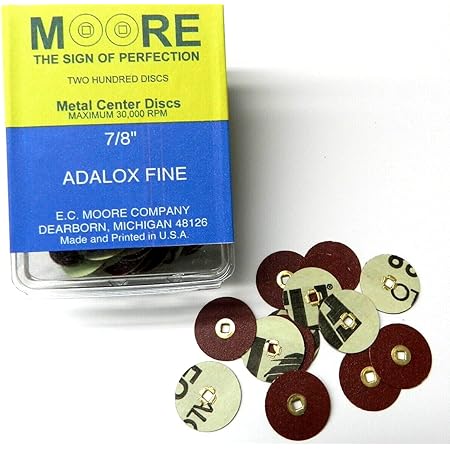 MOORE
THE SIGN OF PERFECTION
TWO HUNDRED DISCS
Metal Center Discs
MAXIMUM 30,000 RPM
7/8"
ADALOX FINE
E.C. MOORE COMPANY
DEARBORN, MICHIGAN 48126
Made and Printed in U.S.A.